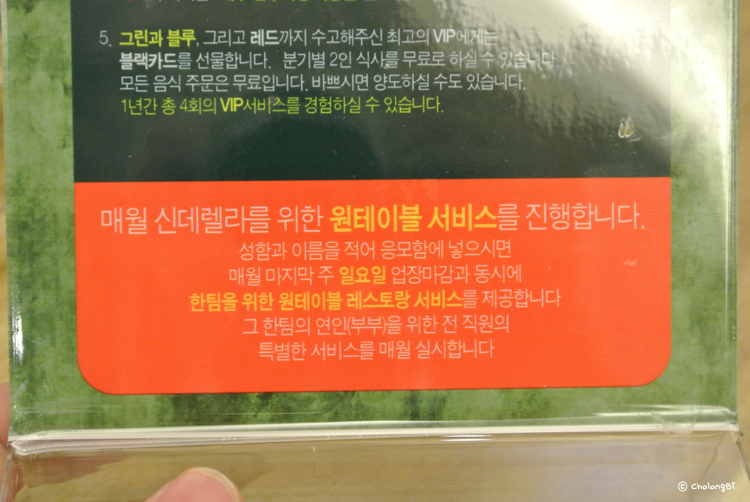 5. 그린과 블루, 그리고 레드까지 수고해주신 최고의 VIP에게는
블랙카드를 선물합니다. 분기별 2인 식사를 무료로 하실 수 있습니다.
모든 음식 주문은 무료입니다. 바쁘시면 양도하실 수도 있습니다.
1년간 총 4회의 VIP서비스를 경험하실 수 있습니다.
매월 신데렐라를 위한 원테이블 서비스를 진행합니다.
성함과 이름을 적어 응모함에 넣으시면
매월 마지막 주 일요일 업장마감과 동시에
한팀을 위한 원테이블 레스토랑 서비스를 제공합니다
그 한팀의 연인(부부)을 위한 전 직원의
특별한 서비스를 매월 실시합니다
© CholongBi